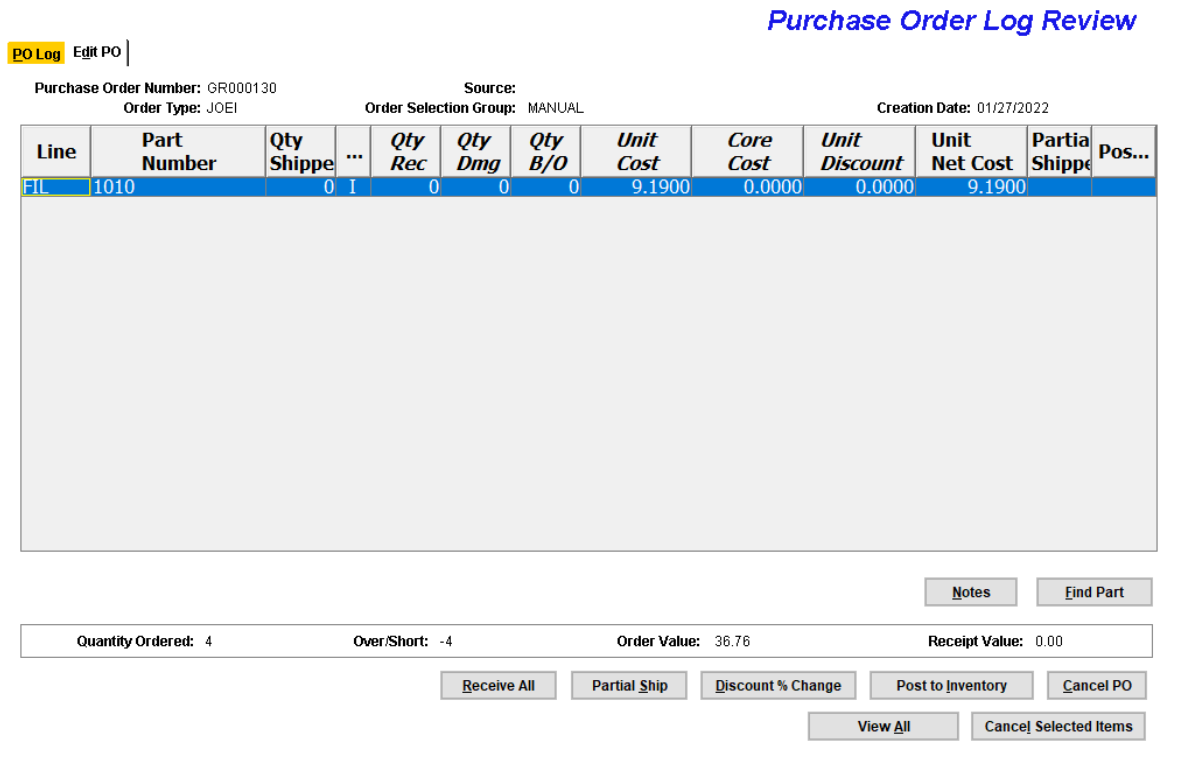 Purchase Order Log Review
PO Log Edit PO
Purchase Order Number: GR000130 Source:
Order Type: JOEI Order Selection Group: MANUAL Creation Date: 01/27/2022
Line Part Number Qty Shippe ... Qty Rec Qty Dmg Qty B/O Unit Cost Core Cost Unit Discount Unit Net Cost Partia Shippe Pos...
FIL 1010 0 I 0 0 0 9.1900 0.0000 0.0000 9.1900
Notes Find Part
Quantity Ordered: 4 Over/Short: -4 Order Value: 36.76 Receipt Value: 0.00
Receive All Partial Ship Discount % Change Post to Inventory Cancel PO
View All Cancel Selected Items